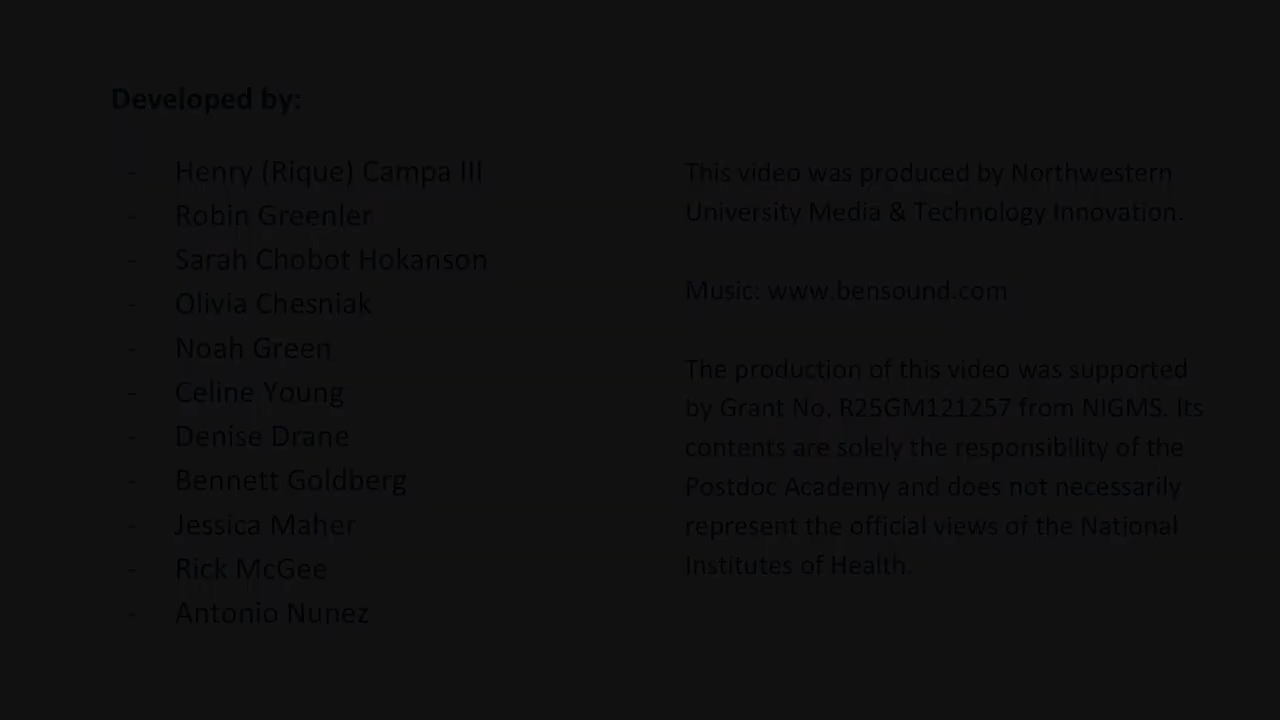 Developed by:
- Henry (Rique) Campa III
- Robin Greenler
- Sarah Chobot Hokanson
- Olivia Chesniak
- Noah Green
- Celine Young
- Denise Drane
- Bennett Goldberg
- Jessica Maher
- Rick McGee
- Antonio Nunez
This video was produced by Northwestern
University Media & Technology Innovation.
Music: www.bensound.com
The production of this video was supported
by Grant No. R25GM121257 from NIGMS. Its
contents are solely the responsibility of the
Postdoc Academy and does not necessarily
represent the official views of the National
Institutes of Health.